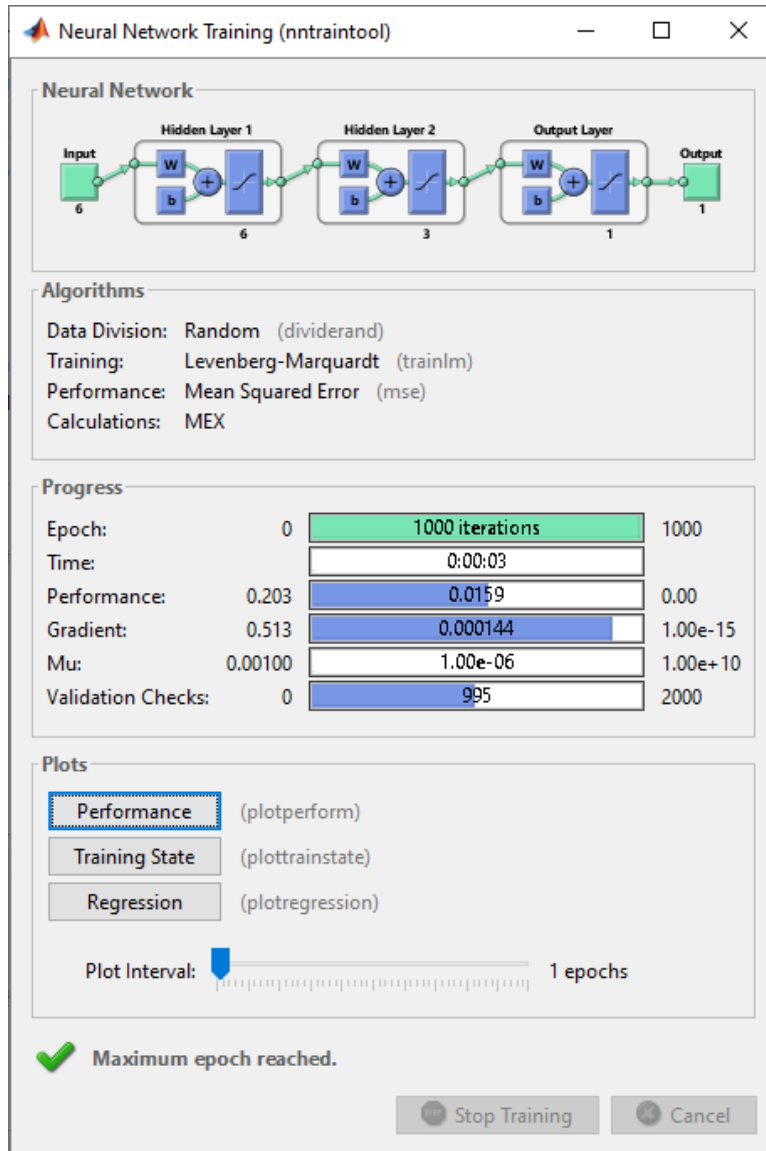 Neural Network Training (nntraintool)
Neural Network
Hidden Layer 1 Hidden Layer 2 Output Layer
Input Output
W W W
b b b
6 1
6 3 1
Algorithms
Data Division: Random (dividerand)
Training: Levenberg-Marquardt (trainlm)
Performance: Mean Squared Error (mse)
Calculations: MEX
Progress
Epoch: 0 1000 iterations 1000
Time: 0:00:03
Performance: 0.203 0.0159 0.00
Gradient: 0.513 0.000144 1.00e-15
Mu: 0.00100 1.00e-06 1.00e+10
Validation Checks: 0 995 2000
Plots
Performance (plotperform)
Training State (plottrainstate)
Regression (plotregression)
Plot Interval: 1 epochs
Maximum epoch reached.
STOP Stop Training Cancel